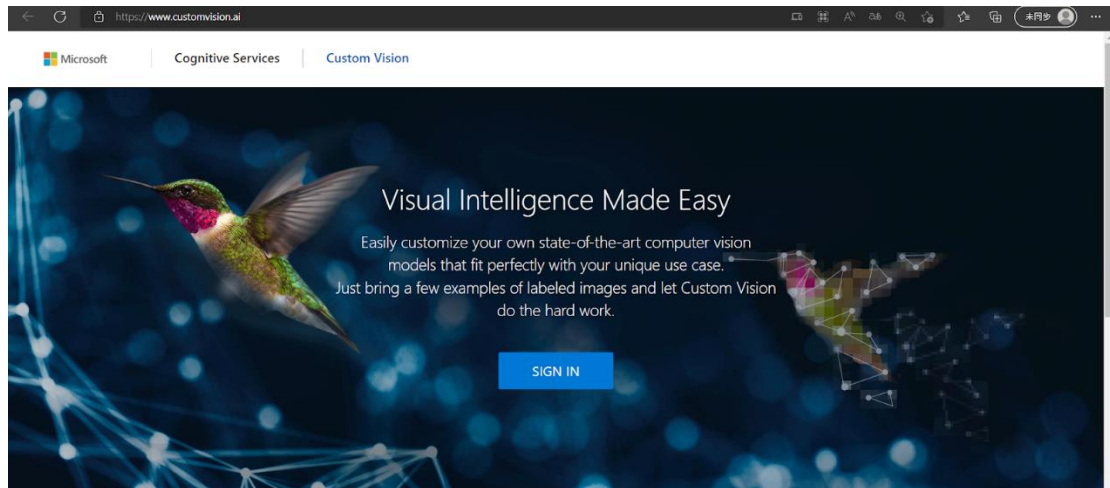 https://www.customvision.ai
未同步
Microsoft
Cognitive Services
Custom Vision
Visual Intelligence Made Easy
Easily customize your own state-of-the-art computer vision
models that fit perfectly with your unique use case.
Just bring a few examples of labeled images and let Custom Vision
do the hard work.
SIGN IN